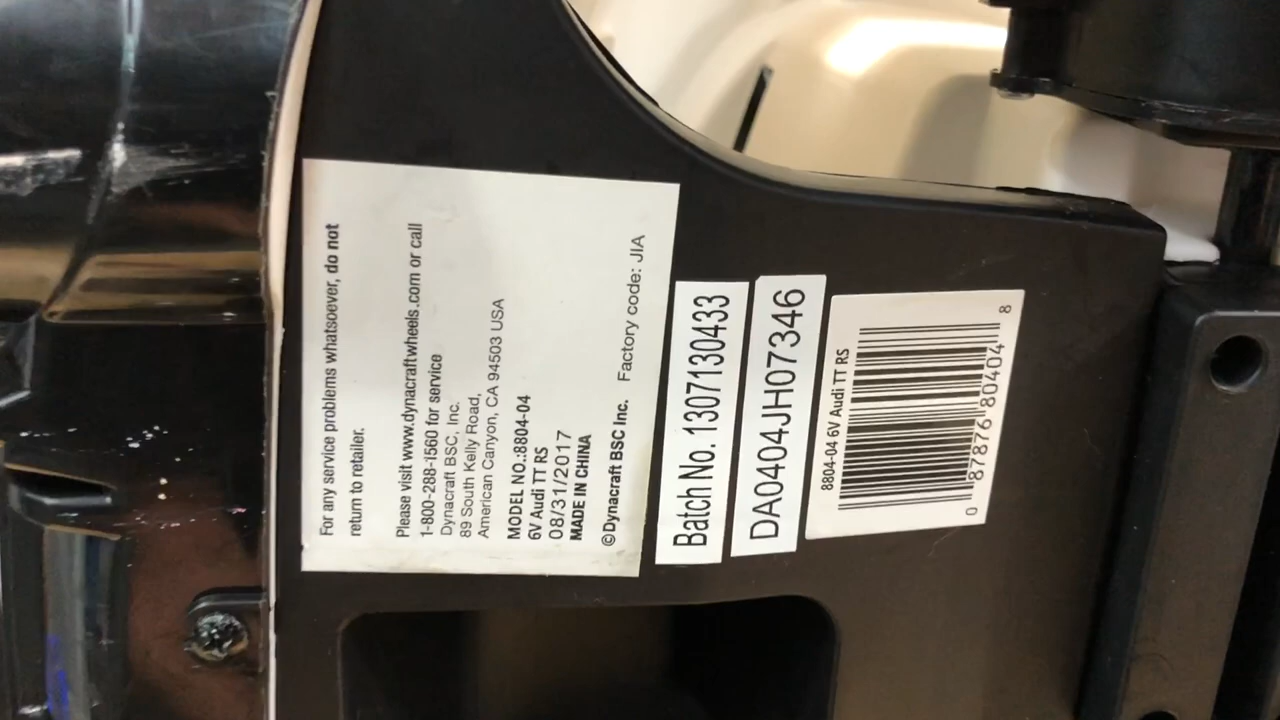 For any service problems whatsoever, do not
return to retailer.
Please visit www.dynacraftwheels.com or call
1-800-288-1560 for service
Dynacraft BSC, Inc.
89 South Kelly Road,
American Canyon, CA 94503 USA
MODEL NO.:8804-04
6V Audi TT RS
08/31/2017
MADE IN CHINA
©Dynacraft BSC Inc. Factory code: JIA
Batch No.1307130433
DA0404JH07346
8804-04 6V Audi TT RS
0 87876 80404 8